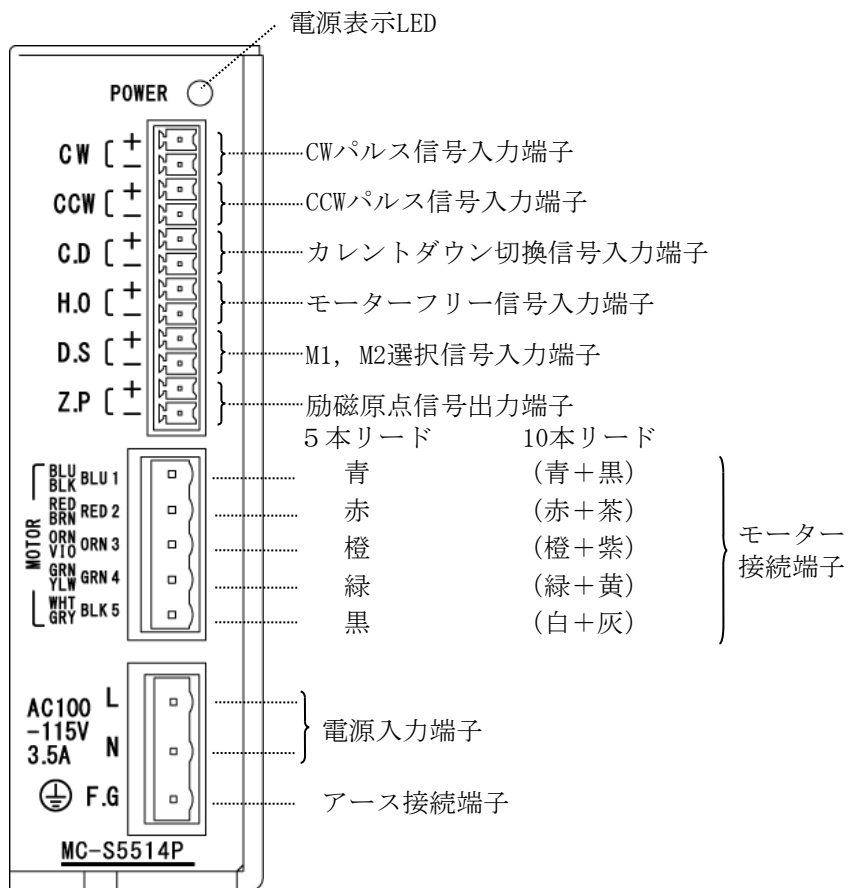 電源表示LED
POWER
CW + −
CWパルス信号入力端子
CCW + −
CCWパルス信号入力端子
C.D + −
カレントダウン切換信号入力端子
H.O + −
モーターフリー信号入力端子
D.S + −
M1, M2選択信号入力端子
Z.P + −
励磁原点信号出力端子
5本リード 10本リード
MOTOR
BLU BLK BLU 1 青 (青+黒)
RED BRN RED 2 赤 (赤+茶)
ORN VIO ORN 3 橙 (橙+紫)
GRN YLW GRN 4 緑 (緑+黄)
WHT GRY BLK 5 黒 (白+灰)
モーター
接続端子
AC100
-115V
3.5A
L
N
電源入力端子
F.G アース接続端子
MC-S5514P